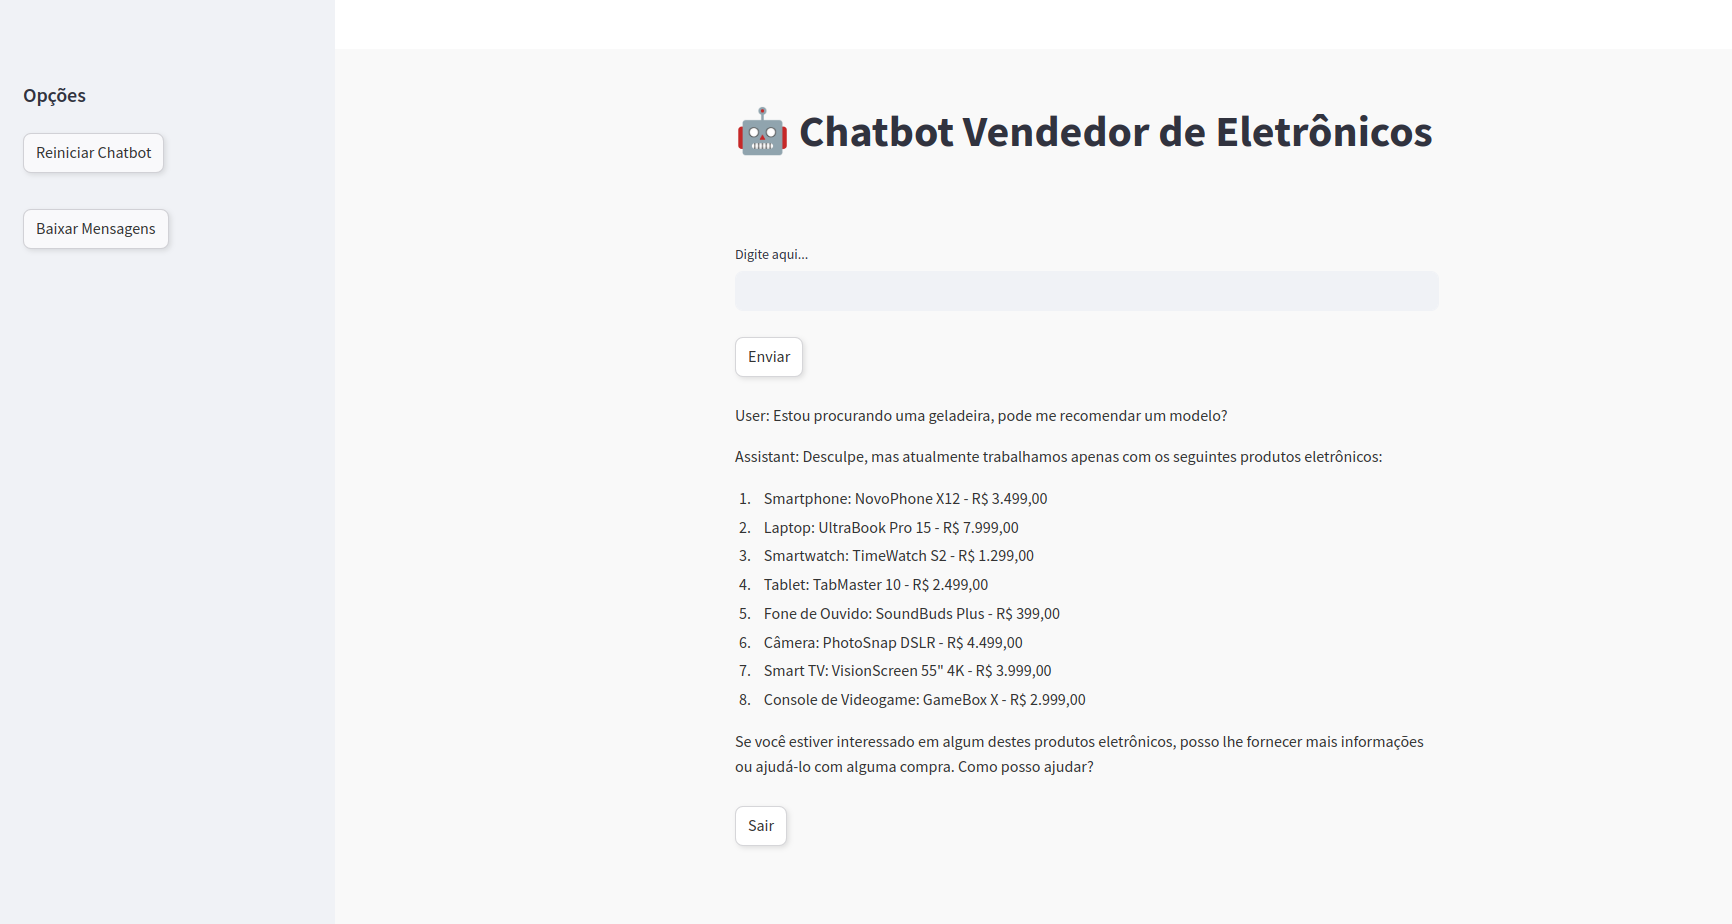 Opções
Reiniciar Chatbot
Baixar Mensagens
🤖 Chatbot Vendedor de Eletrônicos
Digite aqui...
Enviar
User: Estou procurando uma geladeira, pode me recomendar um modelo?
Assistant: Desculpe, mas atualmente trabalhamos apenas com os seguintes produtos eletrônicos:
1. Smartphone: NovoPhone X12 - R$ 3.499,00
2. Laptop: UltraBook Pro 15 - R$ 7.999,00
3. Smartwatch: TimeWatch S2 - R$ 1.299,00
4. Tablet: TabMaster 10 - R$ 2.499,00
5. Fone de Ouvido: SoundBuds Plus - R$ 399,00
6. Câmera: PhotoSnap DSLR - R$ 4.499,00
7. Smart TV: VisionScreen 55" 4K - R$ 3.999,00
8. Console de Videogame: GameBox X - R$ 2.999,00
Se você estiver interessado em algum destes produtos eletrônicos, posso lhe fornecer mais informações
ou ajudá-lo com alguma compra. Como posso ajudar?
Sair